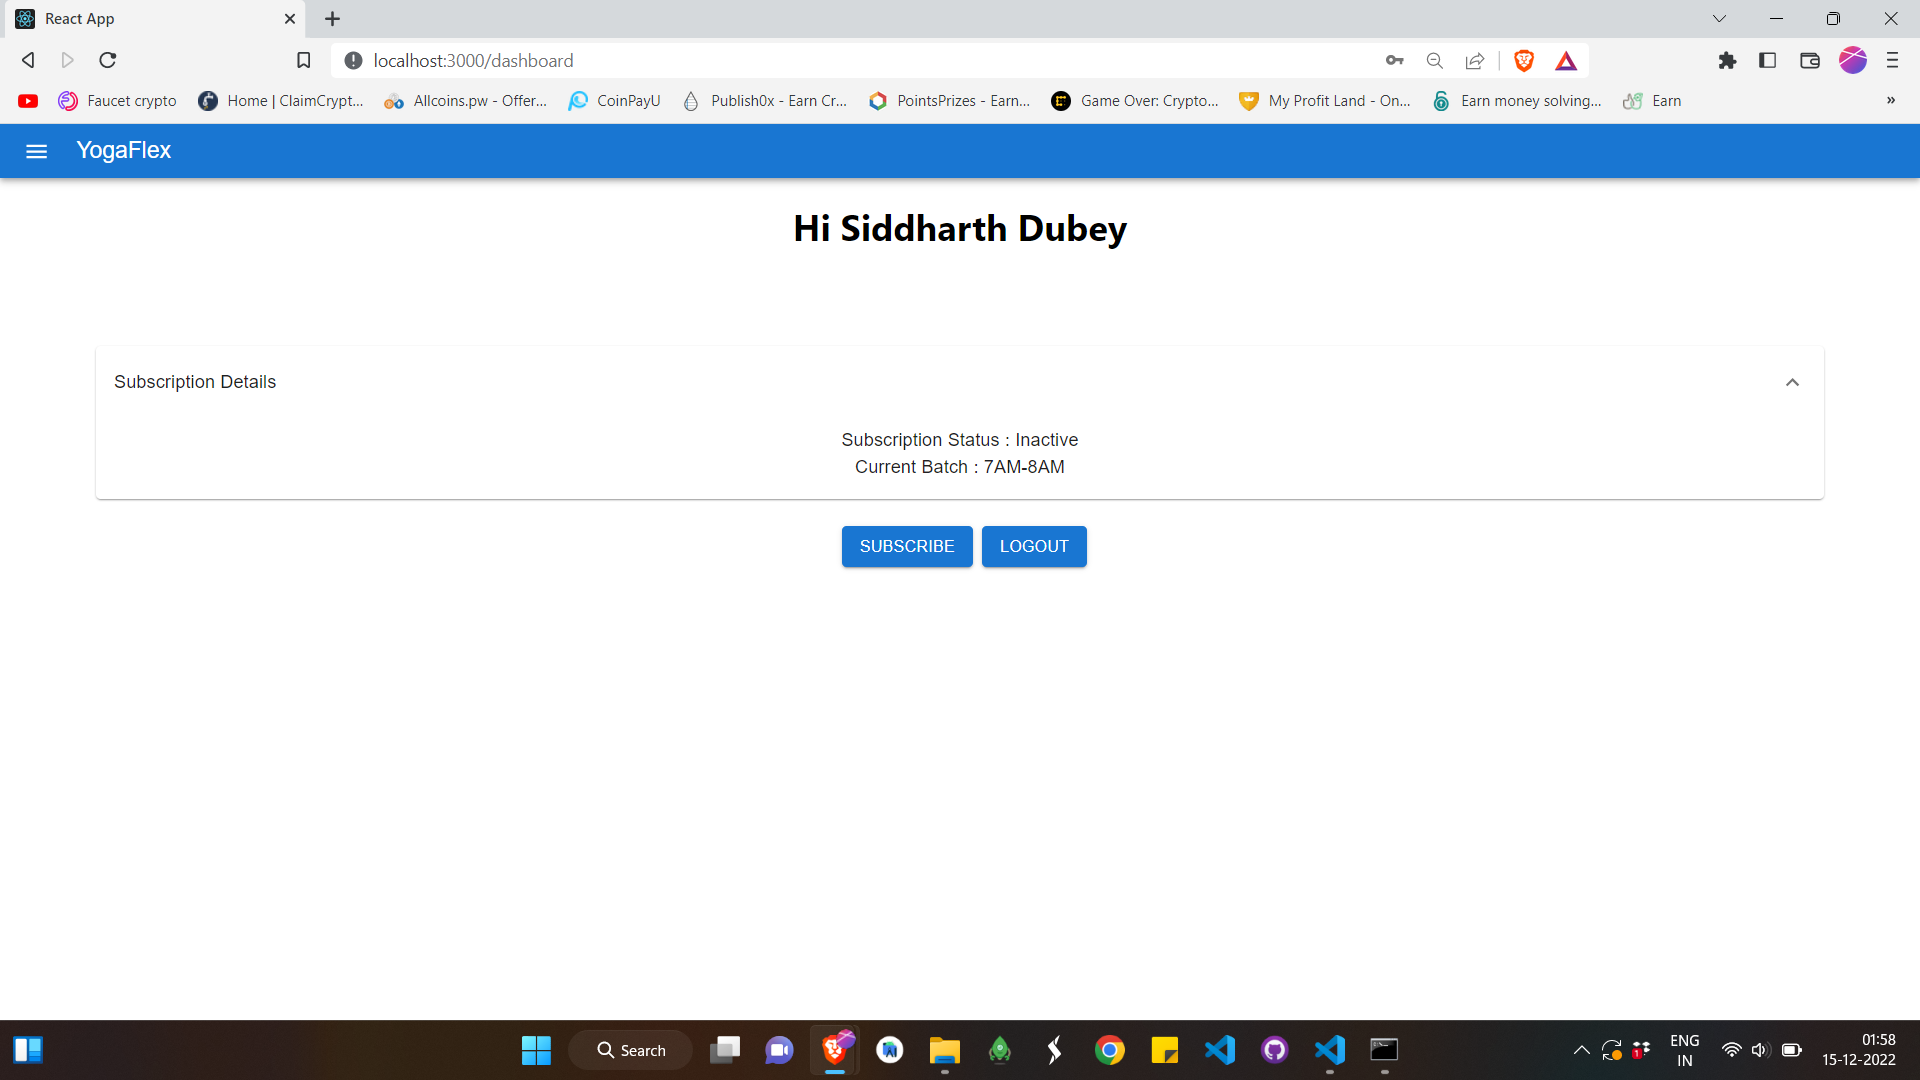 React App
localhost:3000/dashboard
Faucet crypto
Home | ClaimCrypt...
Allcoins.pw - Offer...
CoinPayU
Publish0x - Earn Cr...
PointsPrizes - Earn...
Game Over: Crypto...
My Profit Land - On...
Earn money solving...
Earn
»
YogaFlex
Hi Siddharth Dubey
Subscription Details
Subscription Status : Inactive
Current Batch : 7AM-8AM
SUBSCRIBE
LOGOUT
Search
1
ENG
IN
01:58
15-12-2022